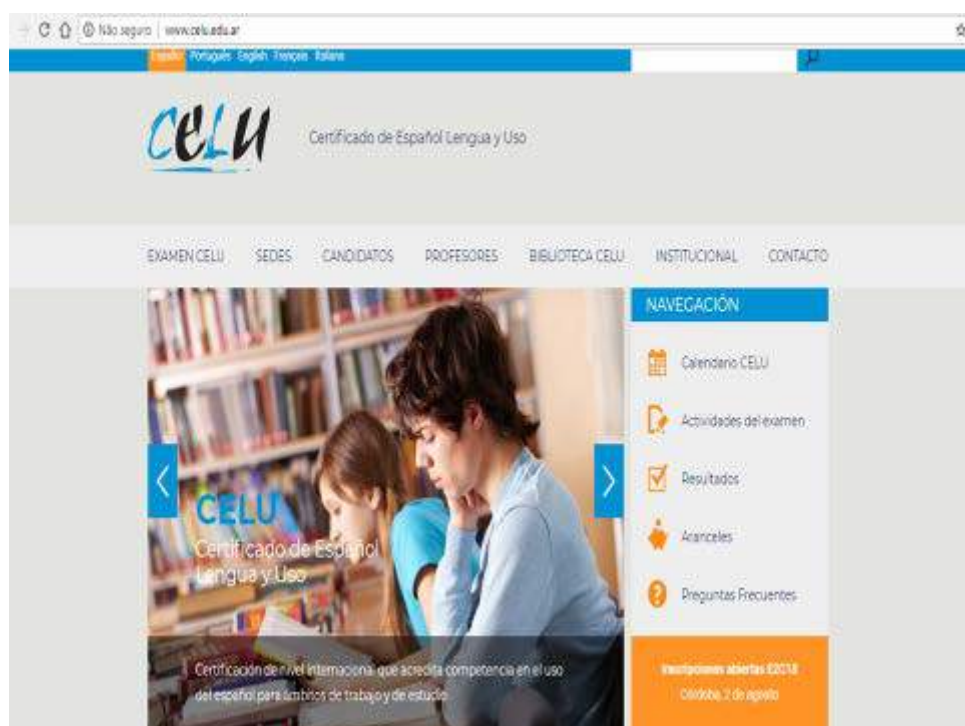 Não seguro | www.celu.edu.ar
Español Português English Français Italiano
CELU
Certificado de Español Lengua y Uso
EXAMEN CELU SEDES CANDIDATOS PROFESORES BIBLIOTECA CELU INSTITUCIONAL CONTACTO
NAVEGACIÓN
Calendario CELU
Actividades del examen
Resultados
Aranceles
Preguntas Frecuentes
CELU
Certificado de Español
Lengua y Uso
Certificación de nivel internacional que acredita competencia en el uso
del español para ámbitos de trabajo y de estudio
Inscripciones abiertas E2C18
Córdoba, 2 de agosto